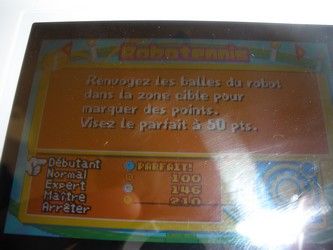 Robotennis
Renvoyez les balles du robot
dans la zone cible pour
marquer des points.
Visez le parfait à 50 pts.
Débutant PARFAIT!
Normal 100
Expert 146
Maître 210
Arrêter